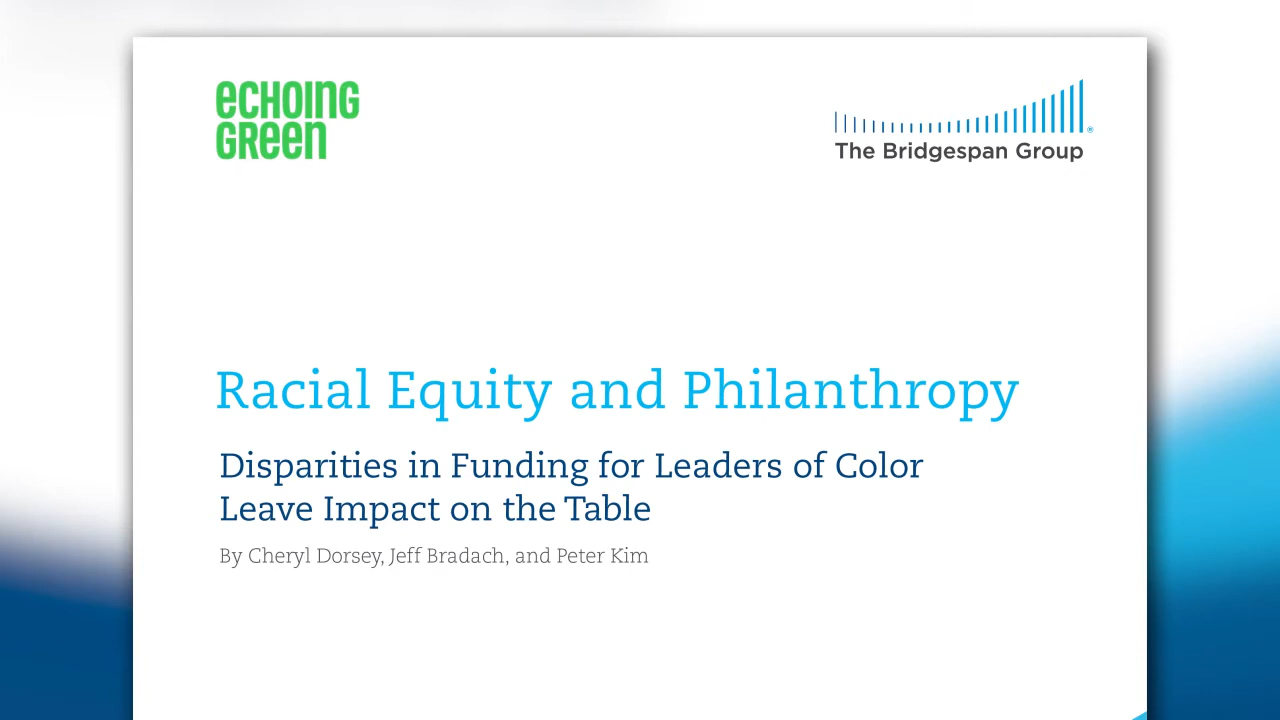 ECHOING
GREEN
The Bridgespan Group®
Racial Equity and Philanthropy
Disparities in Funding for Leaders of Color
Leave Impact on the Table
By Cheryl Dorsey, Jeff Bradach, and Peter Kim